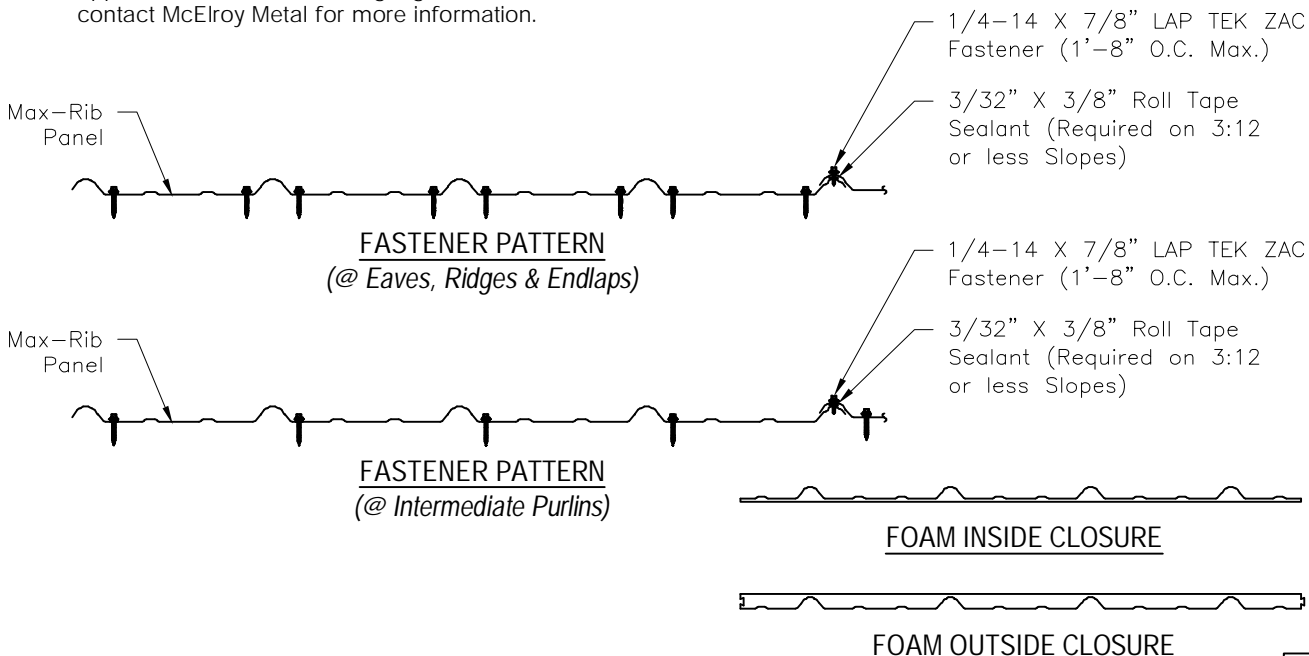 contact McElroy Metal for more information.
1/4-14 X 7/8" LAP TEK ZAC
Fastener (1'-8" O.C. Max.)
3/32" X 3/8" Roll Tape
Sealant (Required on 3:12
or less Slopes)
Max-Rib
Panel
FASTENER PATTERN
(@ Eaves, Ridges & Endlaps)
1/4-14 X 7/8" LAP TEK ZAC
Fastener (1'-8" O.C. Max.)
3/32" X 3/8" Roll Tape
Sealant (Required on 3:12
or less Slopes)
Max-Rib
Panel
FASTENER PATTERN
(@ Intermediate Purlins)
FOAM INSIDE CLOSURE
FOAM OUTSIDE CLOSURE